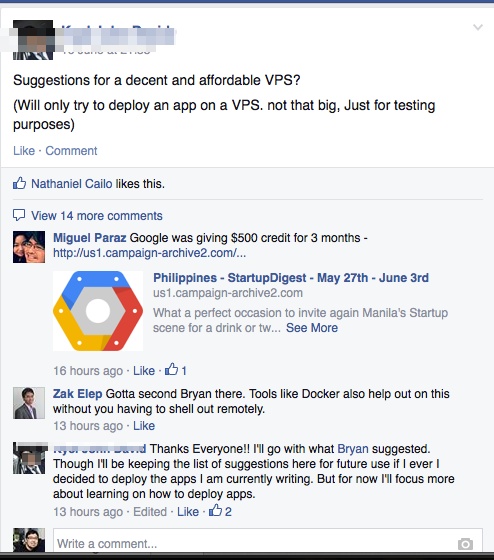 15 June at 21:38
Suggestions for a decent and affordable VPS?
(Will only try to deploy an app on a VPS. not that big, Just for testing
purposes)
Like · Comment
Nathaniel Cailo likes this.
View 14 more comments
Miguel Paraz Google was giving $500 credit for 3 months -
http://us1.campaign-archive2.com/...
Philipines - StartupDigest - May 27th - June 3rd
us1.campaign-archive2.com
What a perfect occasion to invite again Manila's Startup
scene for a drink or tw... See More
16 hours ago · Like · 1
Zak Elep Gotta second Bryan there. Tools like Docker also help out on this
without you having to shell out remotely.
13 hours ago · Like
Thanks Everyone!! I'll go with what Bryan suggested.
Though I'll be keeping the list of suggestions here for future use if I ever I
decided to deploy the apps I am currently writing. But for now I'll focus more
about learning on how to deploy apps.
13 hours ago · Edited · Like · 2
Write a comment...